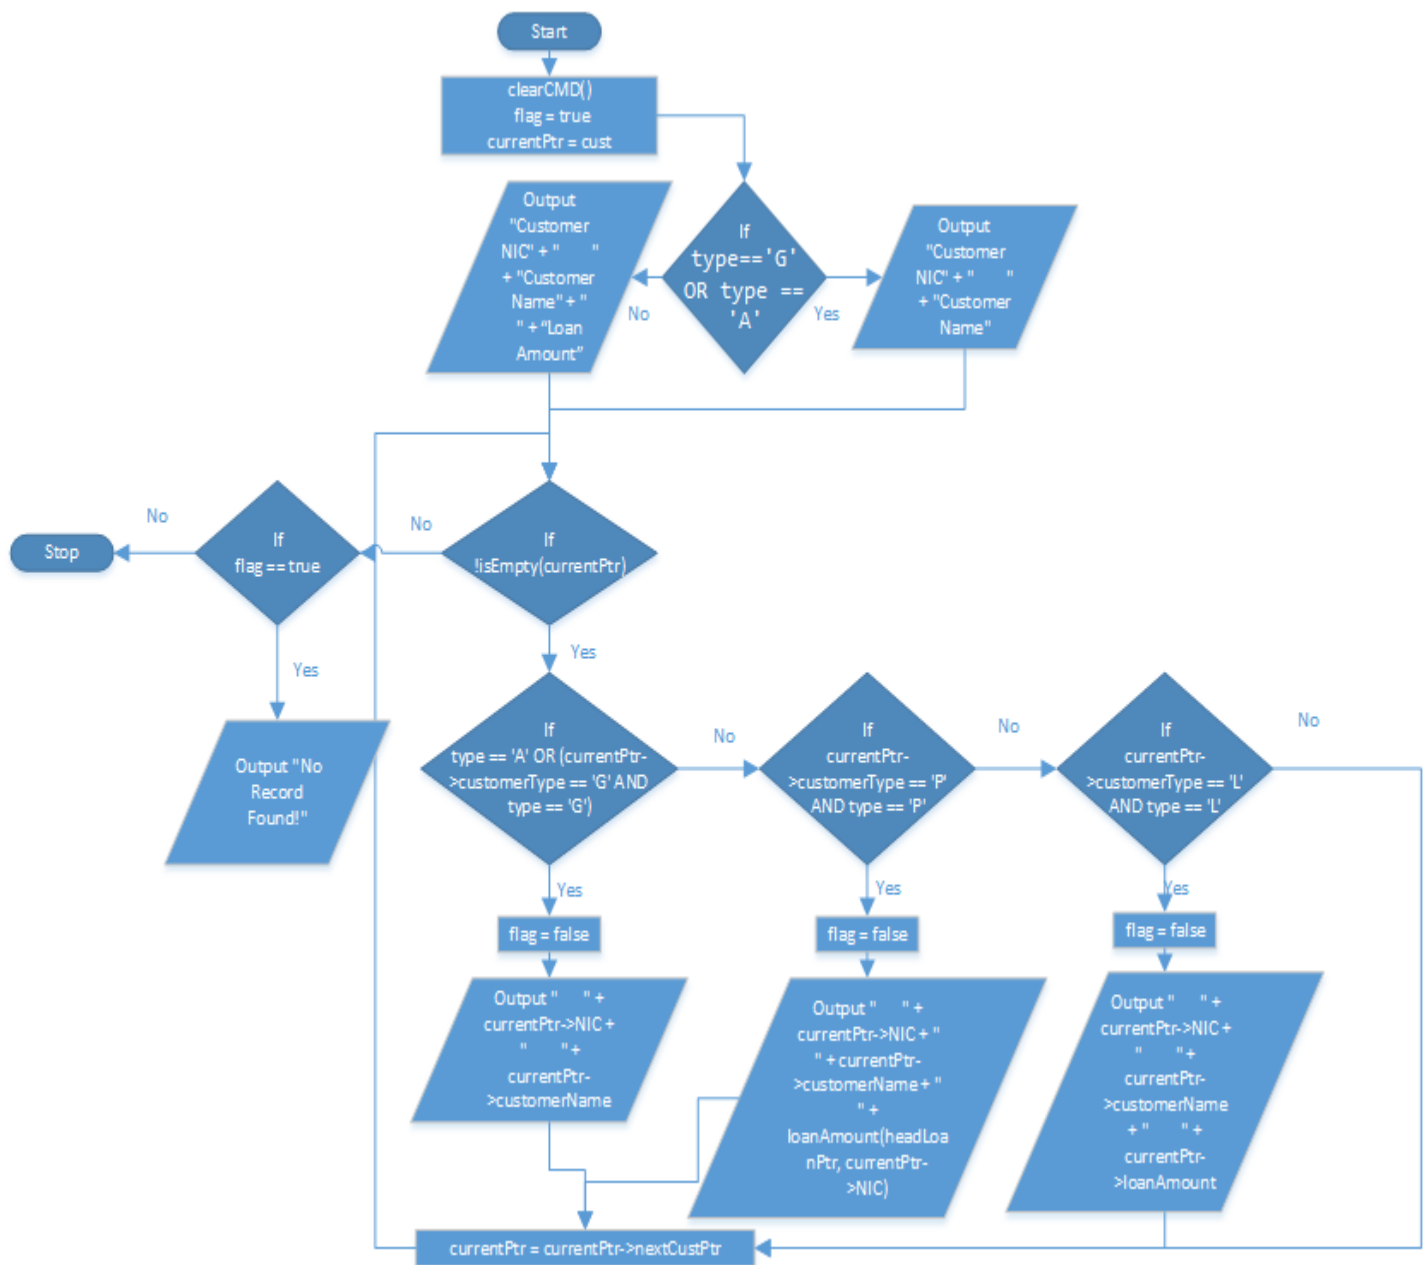 Start
clearCMD()
flag = true
currentPtr = cust
Output
"Customer
NIC" + "       "
+ "Customer
Name" + "
" + "Loan
Amount"
If
type=='G'
OR type ==
'A'
Output
"Customer
NIC" + "       "
+ "Customer
Name"
No
Yes
No
No
Stop
If
flag == true
If
!isEmpty(currentPtr)
Yes
Yes
Output "No
Record
Found!"
If
type == 'A' OR (currentPtr-
>customerType == 'G' AND
type == 'G')
No
If
currentPtr-
>customerType == 'P'
AND type == 'P'
No
If
currentPtr-
>customerType == 'L'
AND type == 'L'
No
Yes
Yes
Yes
flag = false
flag = false
flag = false
Output "      " +
currentPtr->NIC +
"        " +
currentPtr-
>customerName
Output "      " +
currentPtr->NIC + "
" + currentPtr-
>customerName + "
" +
loanAmount(headLoa
nPtr, currentPtr-
>NIC)
Output "      " +
currentPtr->NIC +
"        " +
currentPtr-
>customerName
+ "        " +
currentPtr-
>loanAmount
currentPtr = currentPtr->nextCustPtr